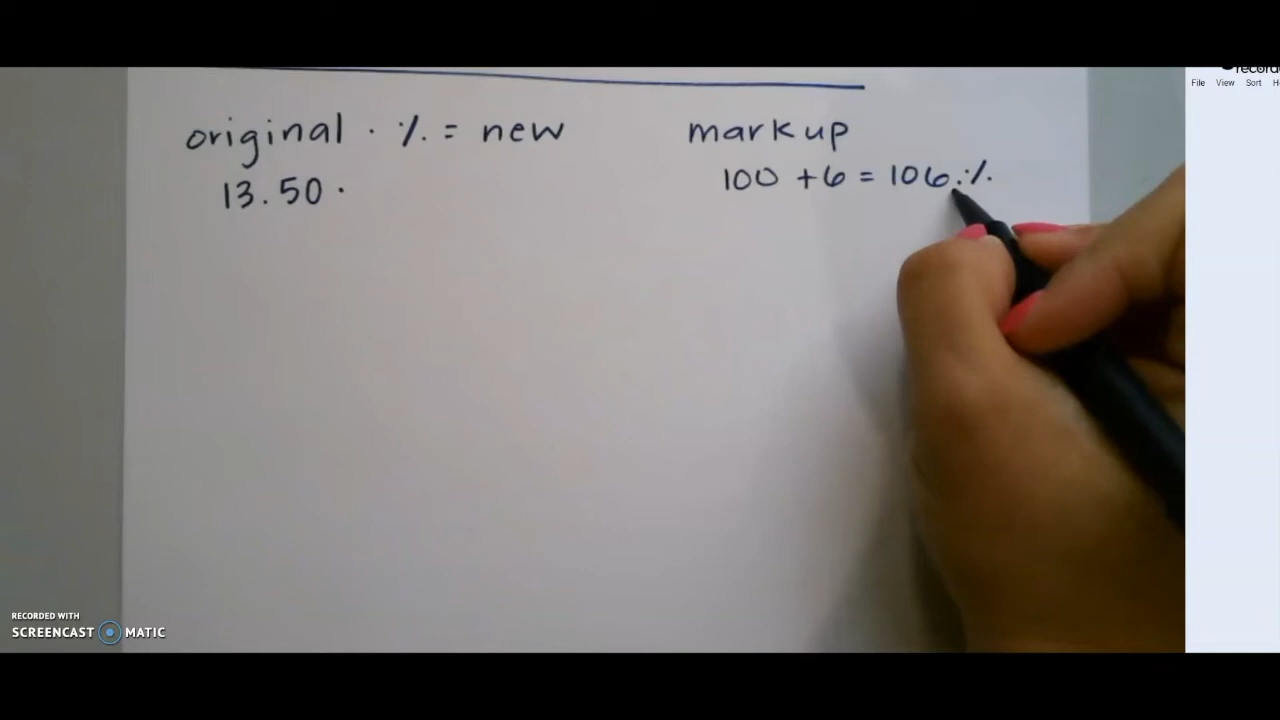 original · % = new
13.50 ·
markup
100 + 6 = 106.%
File View Sort
RECORDED WITH
SCREENCAST MATIC